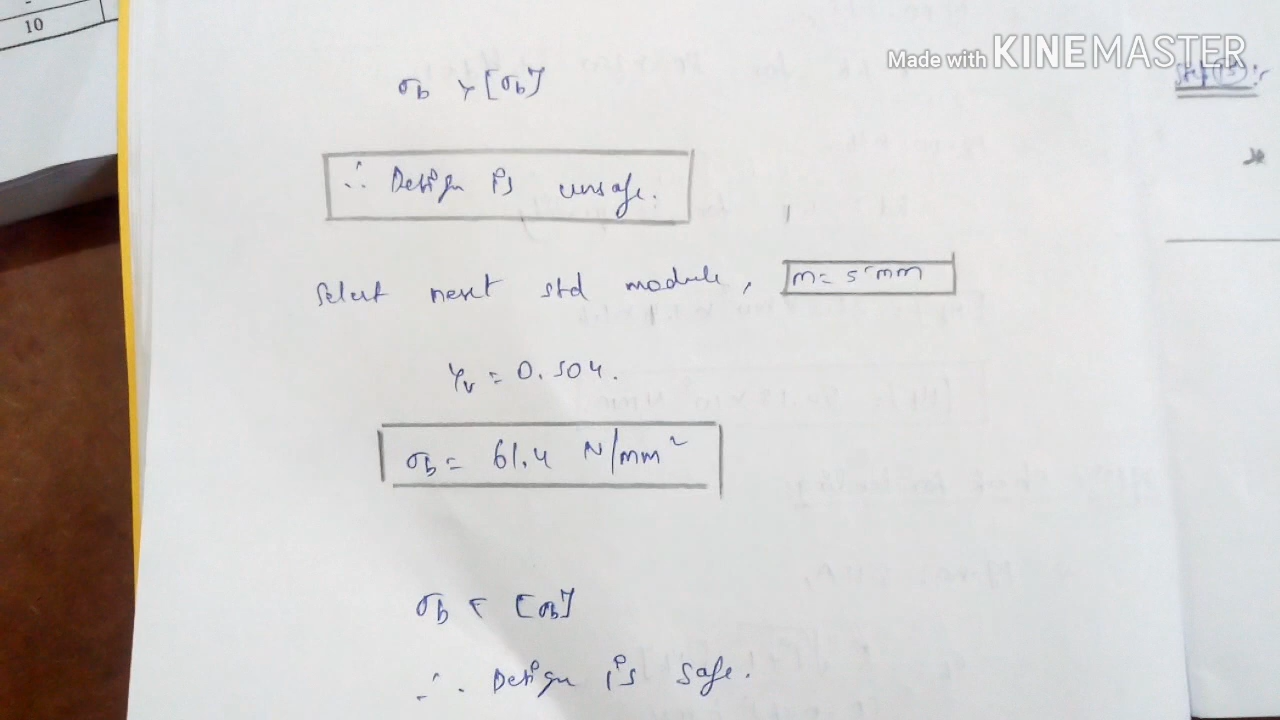 10
Made with KINEMASTER
σb > [σb]
∴ Design is unsafe.
Select next std module, m = 5 mm
Yv = 0.504.
σb = 61.4 N/mm²
σb < [σb]
∴ Design is safe.